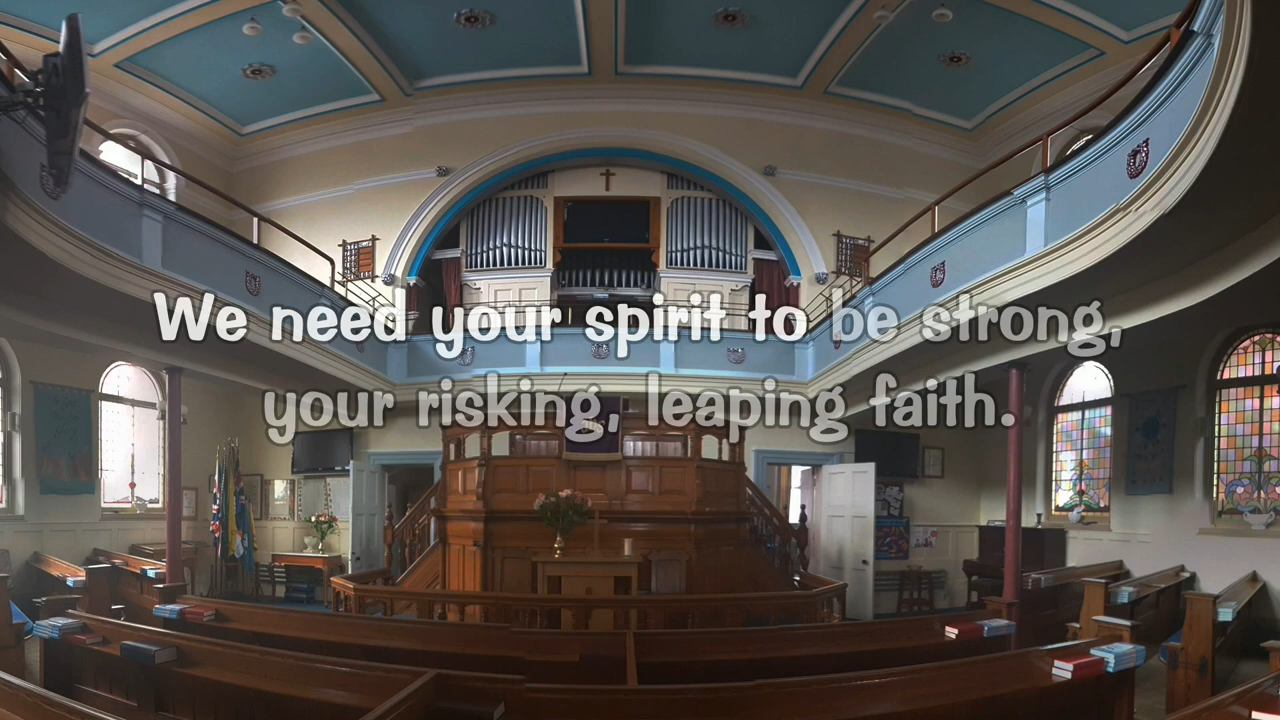 We need your spirit to be strong,
your risking, leaping faith.